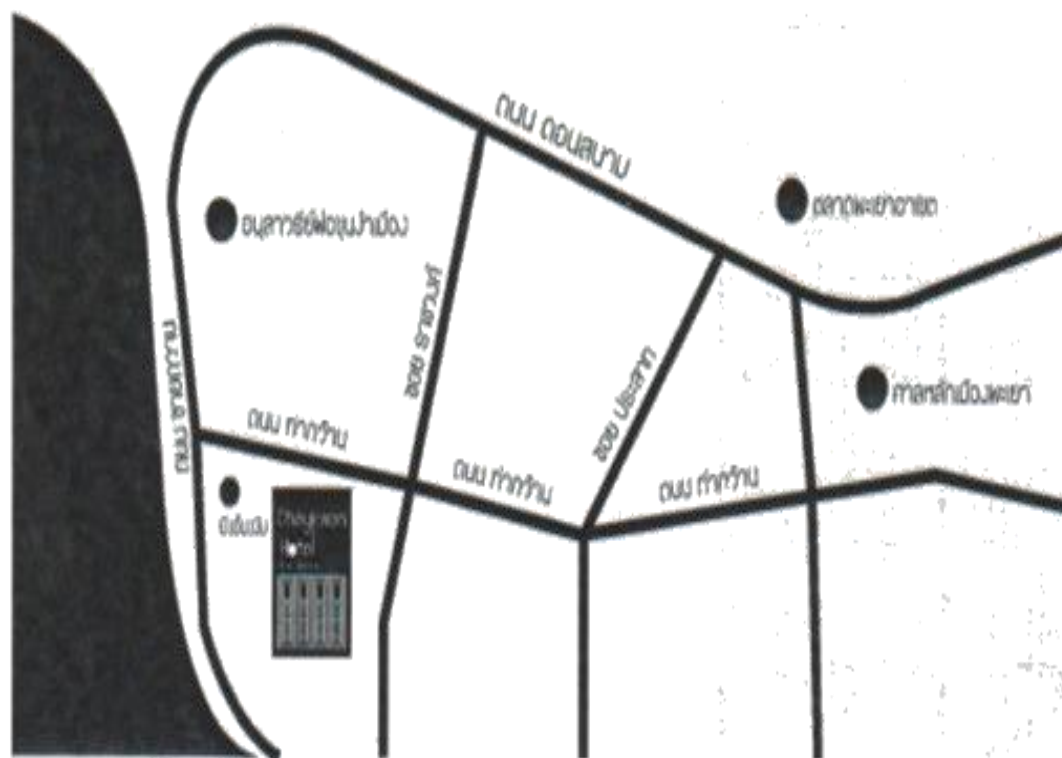 ถนน ดอนสนาม
ตลาดพะเยาอาเขต
อนุสาวรีย์พ่อขุนงำเมือง
ซอย ราชวงศ์
ซอย ประสาท
ศาลหลักเมืองพะเยา
ถนน ท่ากว๊าน
ถนน ท่ากว๊าน
ถนน ท่ากว๊าน
Hotel